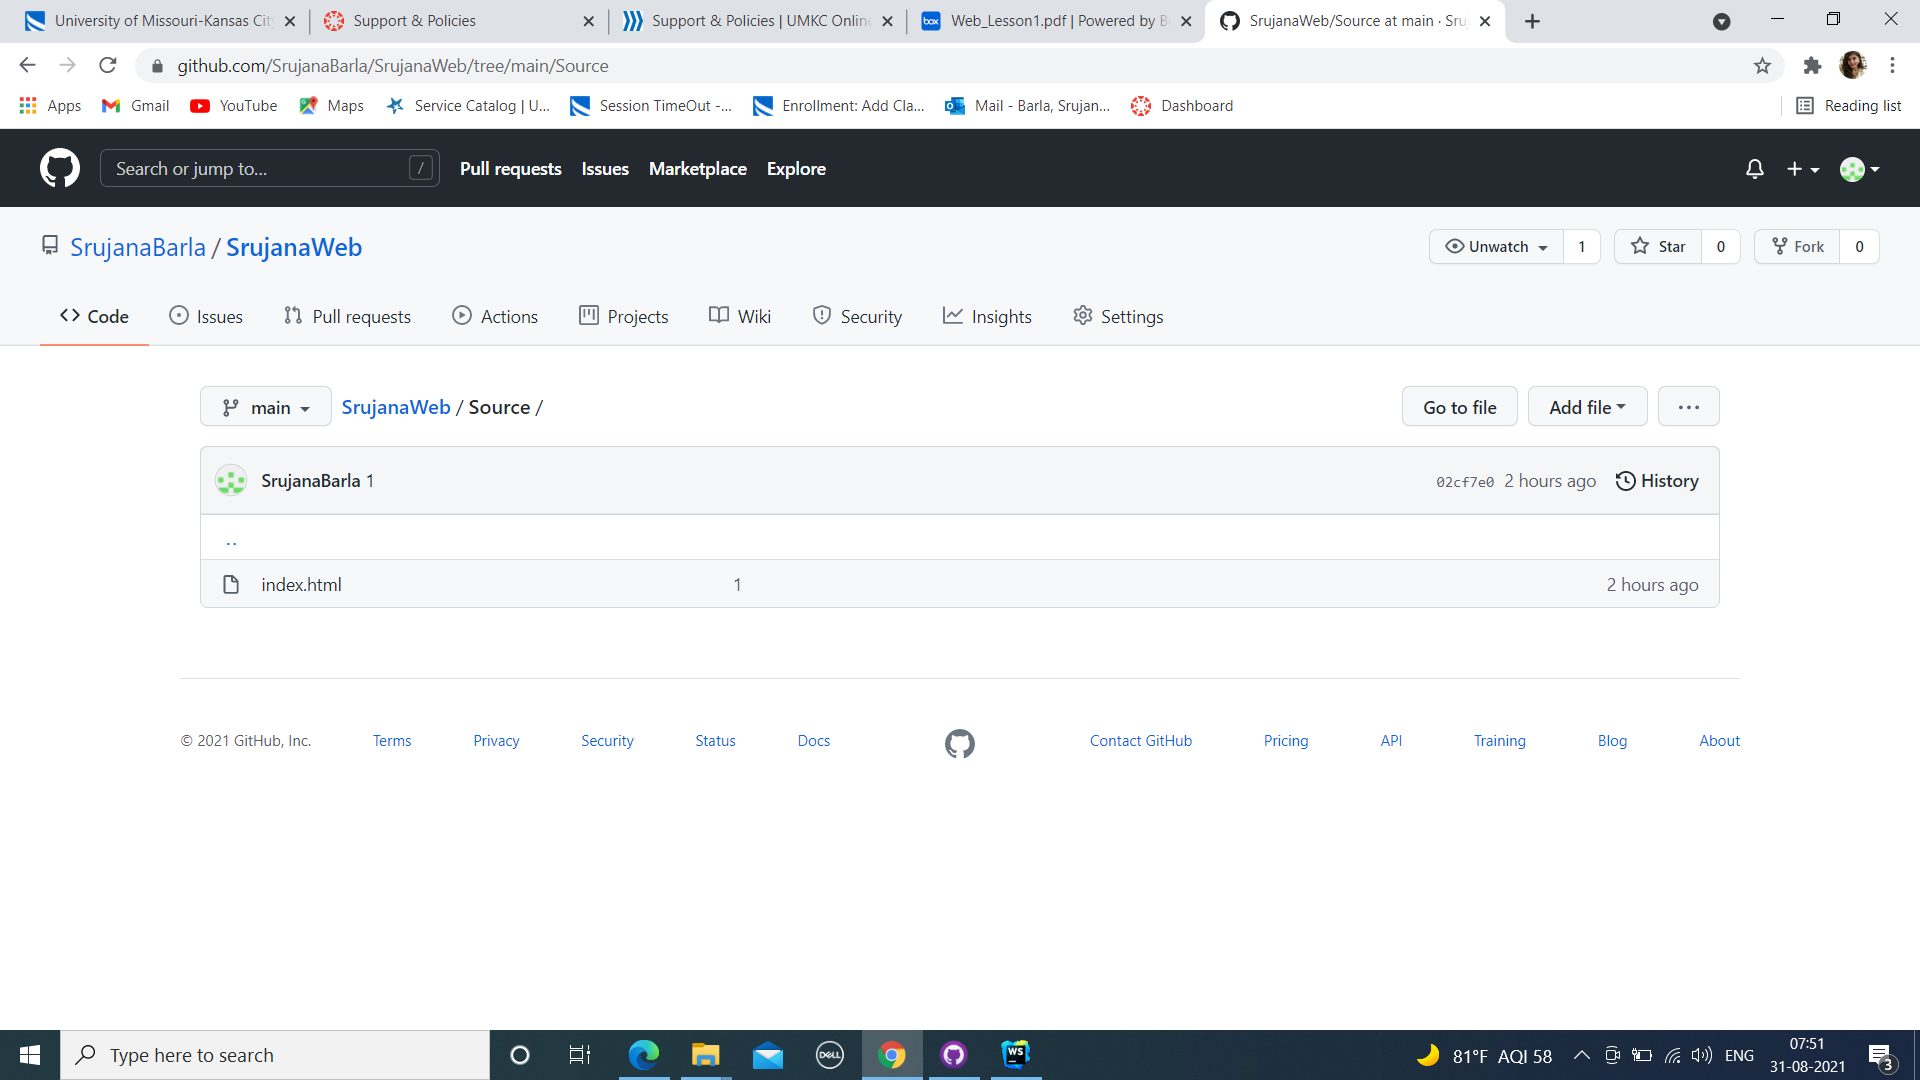 University of Missouri-Kansas City
Support & Policies
Support & Policies | UMKC Online
Web_Lesson1.pdf | Powered by B
SrujanaWeb/Source at main · Sru
github.com/SrujanaBarla/SrujanaWeb/tree/main/Source
Apps Gmail YouTube Maps Service Catalog | U... Session TimeOut -... Enrollment: Add Cla... Mail - Barla, Srujan... Dashboard Reading list
Search or jump to... / Pull requests Issues Marketplace Explore
SrujanaBarla / SrujanaWeb Unwatch 1 Star 0 Fork 0
Code Issues Pull requests Actions Projects Wiki Security Insights Settings
main SrujanaWeb / Source / Go to file Add file ...
SrujanaBarla 1 02cf7e0 2 hours ago History
..
index.html 1 2 hours ago
© 2021 GitHub, Inc. Terms Privacy Security Status Docs Contact GitHub Pricing API Training Blog About
Type here to search DELL WS 81°F AQI 58 ENG 07:51
31-08-2021 3